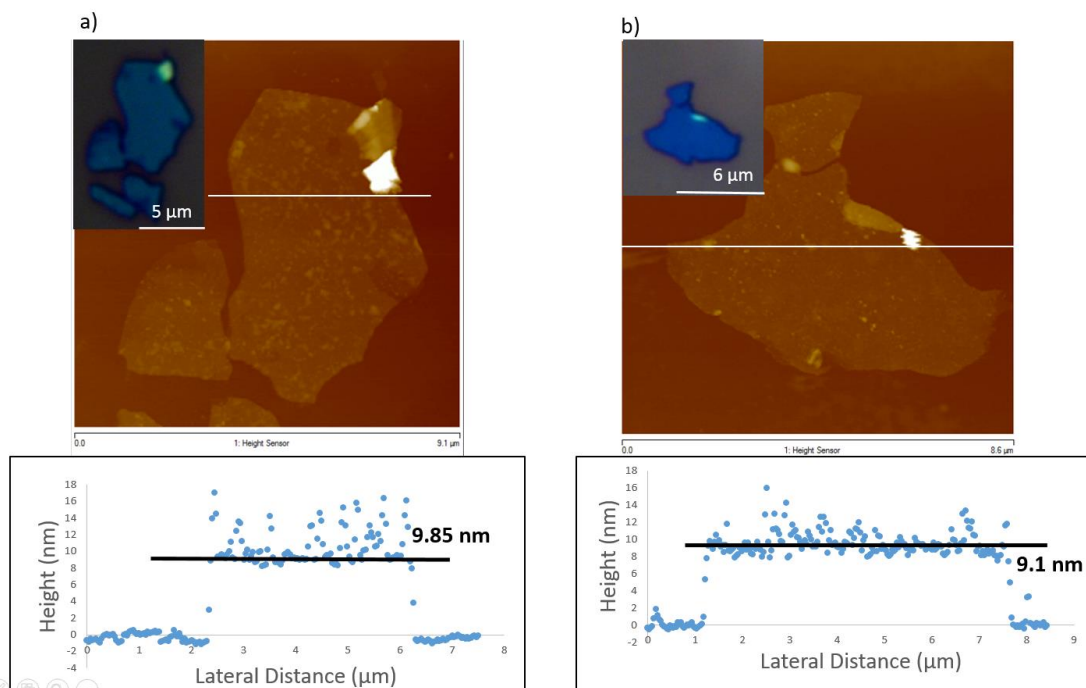 a)
5 µm
0.0 1: Height Sensor 9.1 µm
18
16
14
12
10
8
6
4
2
0
-2
-4
Height (nm)
9.85 nm
0 1 2 3 4 5 6 7 8
Lateral Distance (µm)
b)
6 µm
0.0 1: Height Sensor 8.6 µm
18
16
14
12
10
8
6
4
2
0
-2
Height (nm)
9.1 nm
0 1 2 3 4 5 6 7 8 9
Lateral Distance (µm)